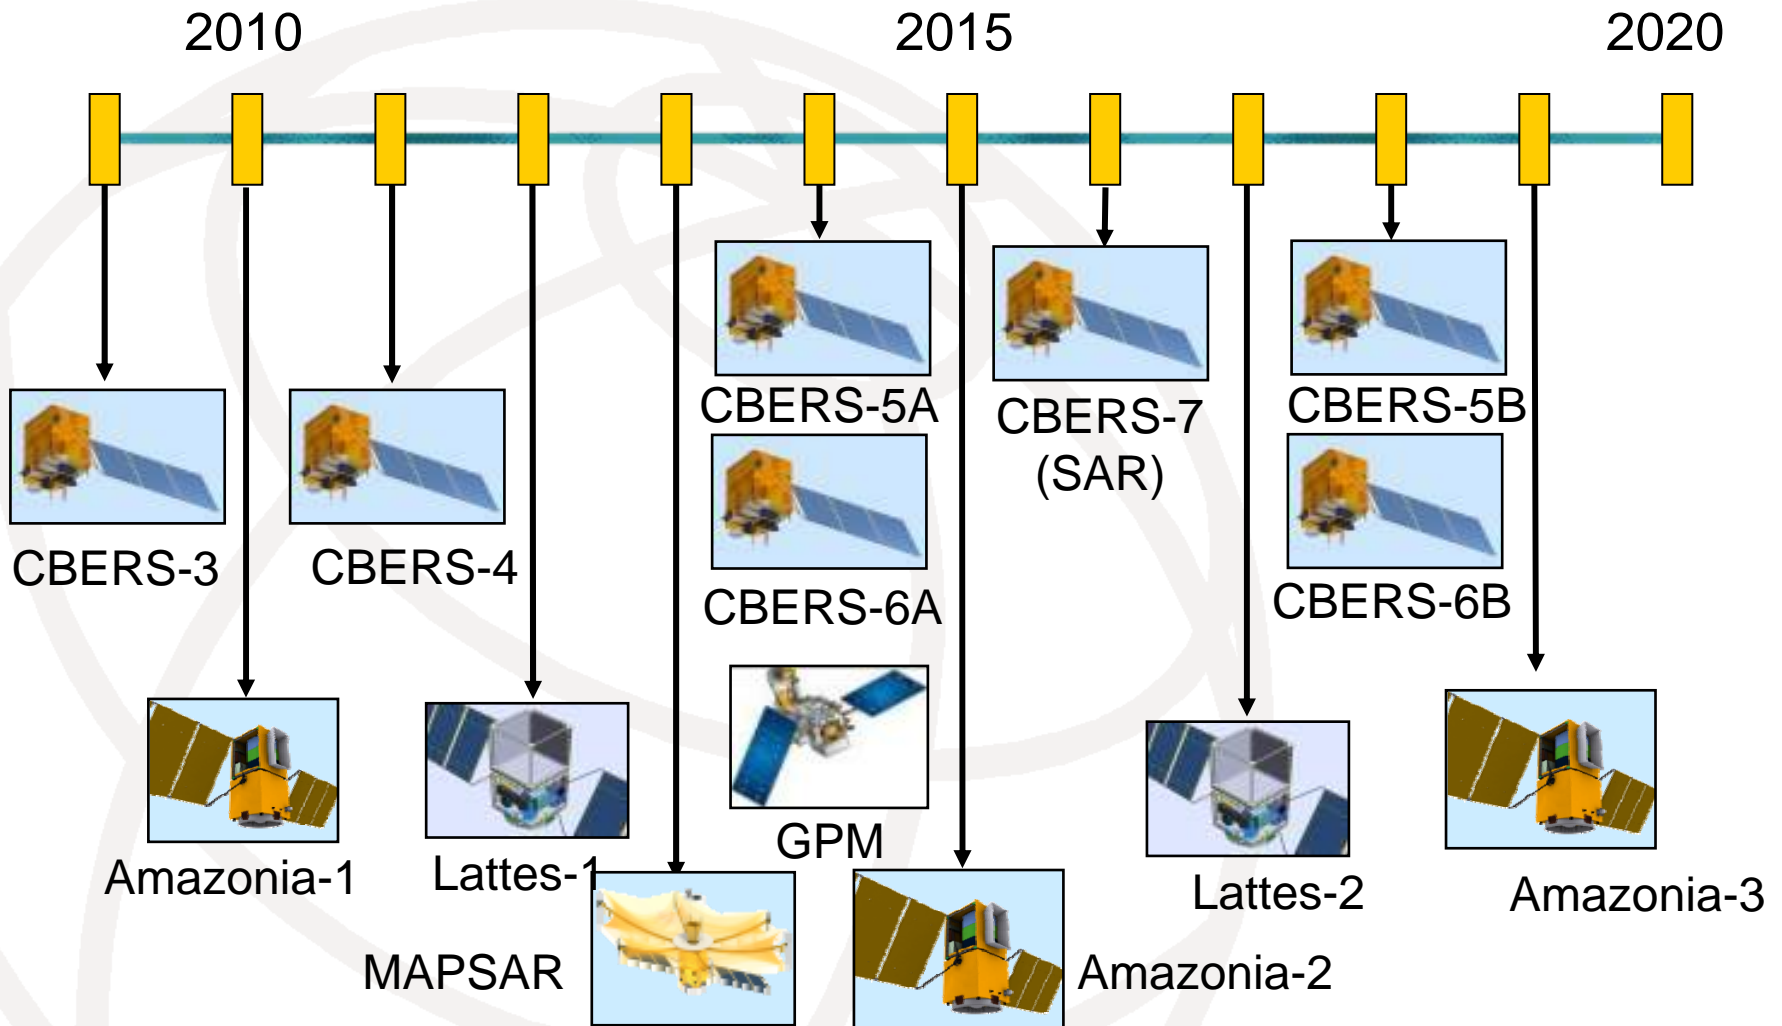 2010
2015
2020
CBERS-5A
CBERS-7
(SAR)
CBERS-5B
CBERS-3
CBERS-4
CBERS-6A
CBERS-6B
GPM
Amazonia-1
Lattes-1
Lattes-2
Amazonia-3
MAPSAR
Amazonia-2